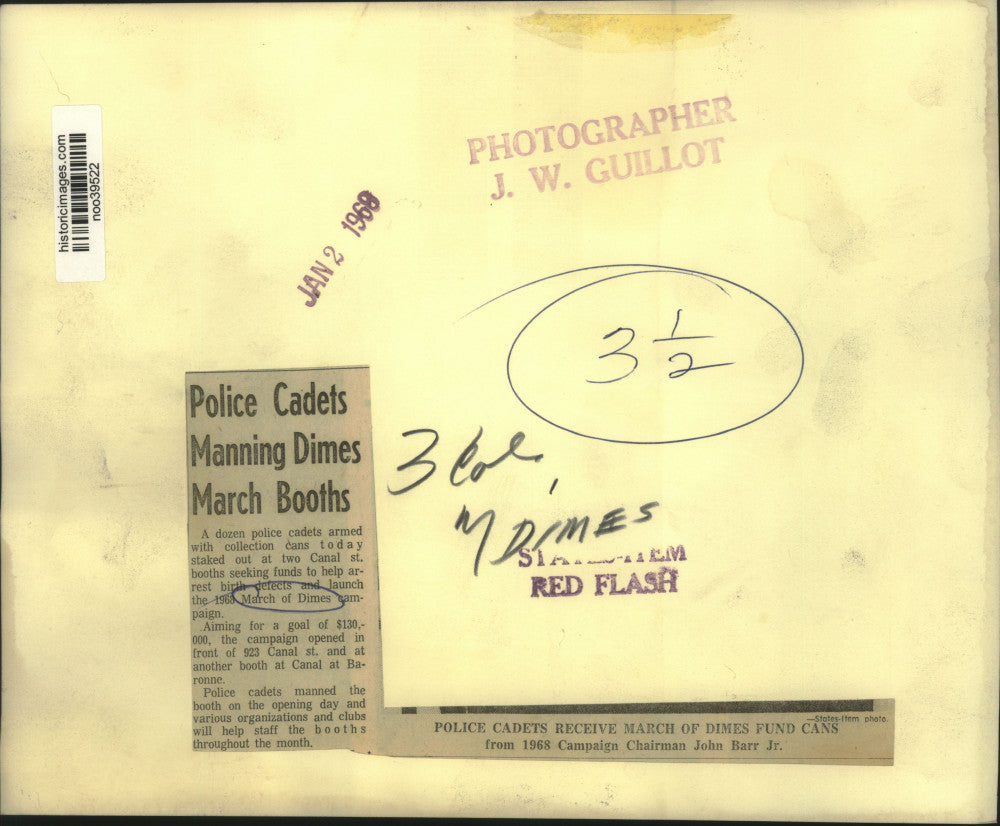 historicimages.com
noo39522
PHOTOGRAPHER
J. W. GUILLOT
JAN 2 1968
3 1/2
3 Col.
M DIMES
STATES-ITEM
RED FLASH
Police Cadets
Manning Dimes
March Booths
A dozen police cadets armed
with collection cans today
staked out at two Canal st.
booths seeking funds to help ar-
rest birth defects and launch
the 1968 March of Dimes cam-
paign.
Aiming for a goal of $130,-
000, the campaign opened in
front of 923 Canal st. and at
another booth at Canal at Ba-
ronne.
Police cadets manned the
booth on the opening day and
various organizations and clubs
will help staff the booths
throughout the month.
—States-Item photo.
POLICE CADETS RECEIVE MARCH OF DIMES FUND CANS
from 1968 Campaign Chairman John Barr Jr.